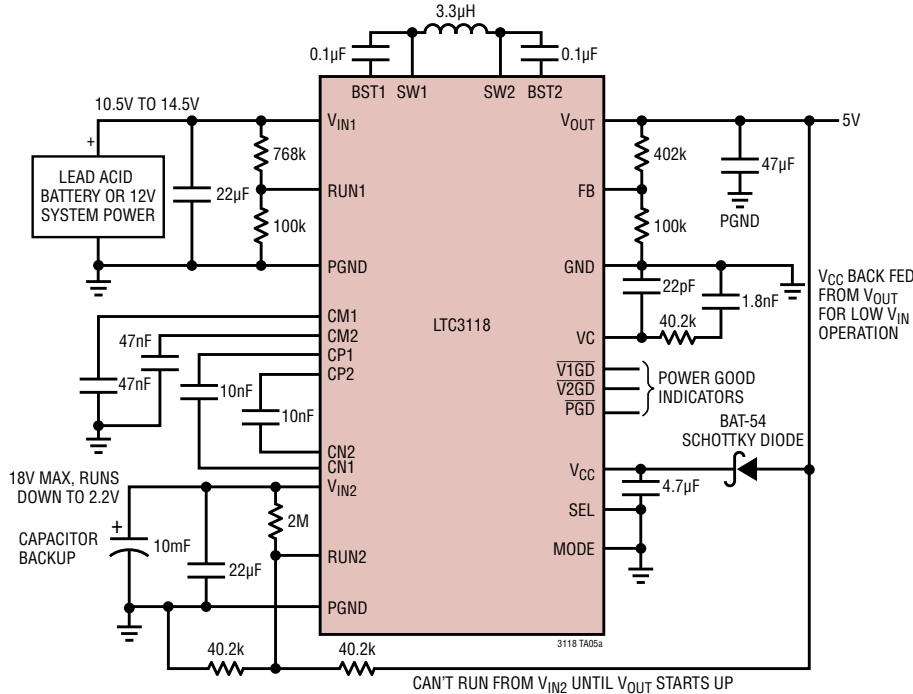 3.3µH
0.1µF
0.1µF
BST1 SW1 SW2 BST2
10.5V TO 14.5V
VIN1
VOUT
5V
+
LEAD ACID
BATTERY OR 12V
SYSTEM POWER
22µF
768k
RUN1
100k
PGND
402k
FB
100k
47µF
PGND
GND
22pF
1.8nF
40.2k
VC
VCC BACK FED
FROM VOUT
FOR LOW VIN
OPERATION
LTC3118
CM1
CM2
CP1
CP2
47nF
47nF
10nF
10nF
CN2
CN1
V1GD
V2GD
PGD
POWER GOOD
INDICATORS
BAT-54
SCHOTTKY DIODE
18V MAX, RUNS
DOWN TO 2.2V
VIN2
VCC
4.7µF
SEL
MODE
+
CAPACITOR
BACKUP
10mF
22µF
2M
RUN2
PGND
3118 TA05a
40.2k
40.2k
CAN'T RUN FROM VIN2 UNTIL VOUT STARTS UP